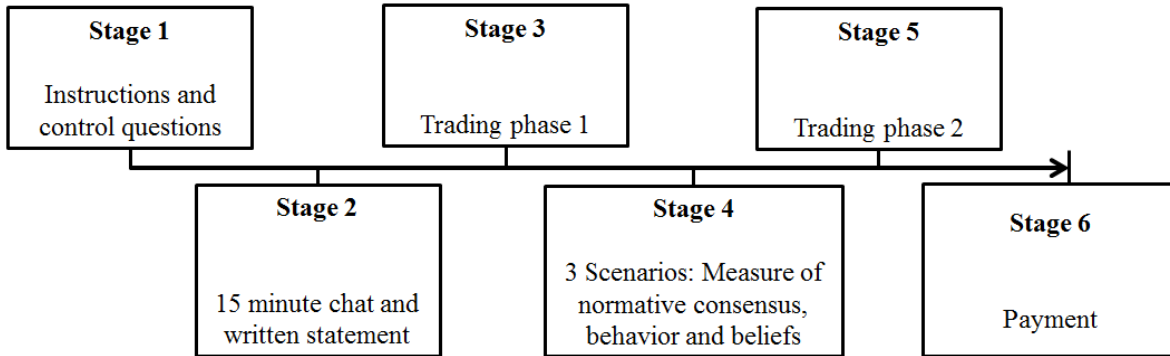 Stage 1
Instructions and
control questions
Stage 2
15 minute chat and
written statement
Stage 3
Trading phase 1
Stage 4
3 Scenarios: Measure of
normative consensus,
behavior and beliefs
Stage 5
Trading phase 2
Stage 6
Payment